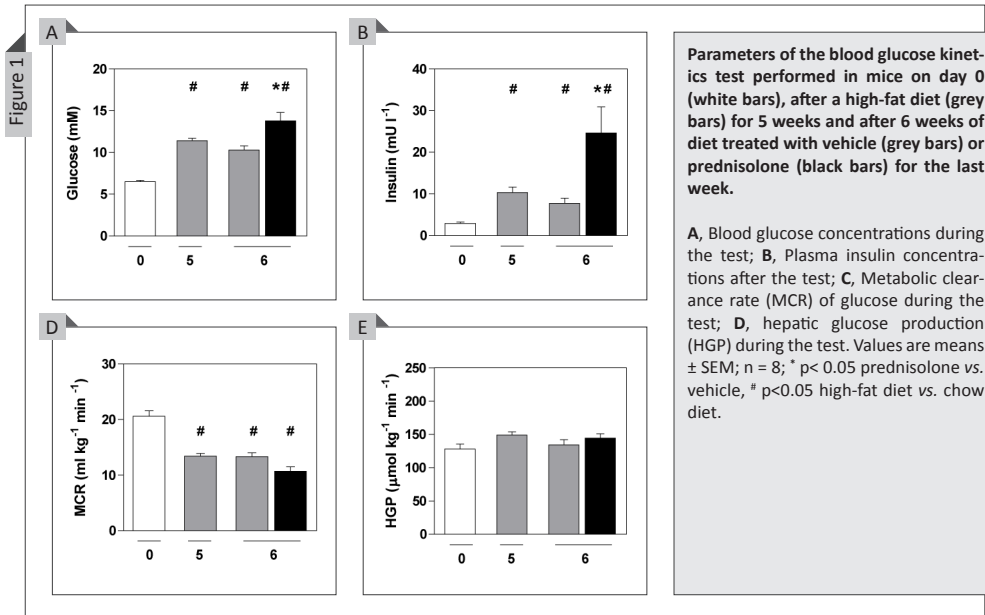 Figure 1
A
20
15
10
5
0
Glucose (mM)
#
#
*#
0
5
6
B
40
30
20
10
0
Insulin (mU l-1)
#
#
*#
0
5
6
D
30
20
10
0
MCR (ml kg-1 min -1)
#
#
#
0
5
6
E
250
200
150
100
50
0
HGP (µmol kg-1 min -1)
0
5
6
Parameters of the blood glucose kinet-
ics test performed in mice on day 0
(white bars), after a high-fat diet (grey
bars) for 5 weeks and after 6 weeks of
diet treated with vehicle (grey bars) or
prednisolone (black bars) for the last
week.
A, Blood glucose concentrations during
the test; B, Plasma insulin concentra-
tions after the test; C, Metabolic clear-
ance rate (MCR) of glucose during the
test; D, hepatic glucose production
(HGP) during the test. Values are means
± SEM; n = 8; * p< 0.05 prednisolone vs.
vehicle, # p<0.05 high-fat diet vs. chow
diet.